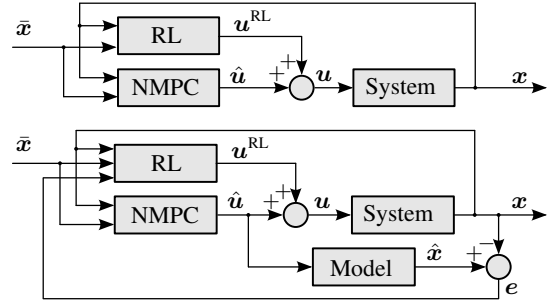 x̄ RL u^RL
+
NMPC û + u System x
x̄ RL u^RL
+
NMPC û + u System x
−
Model x̂ +
e